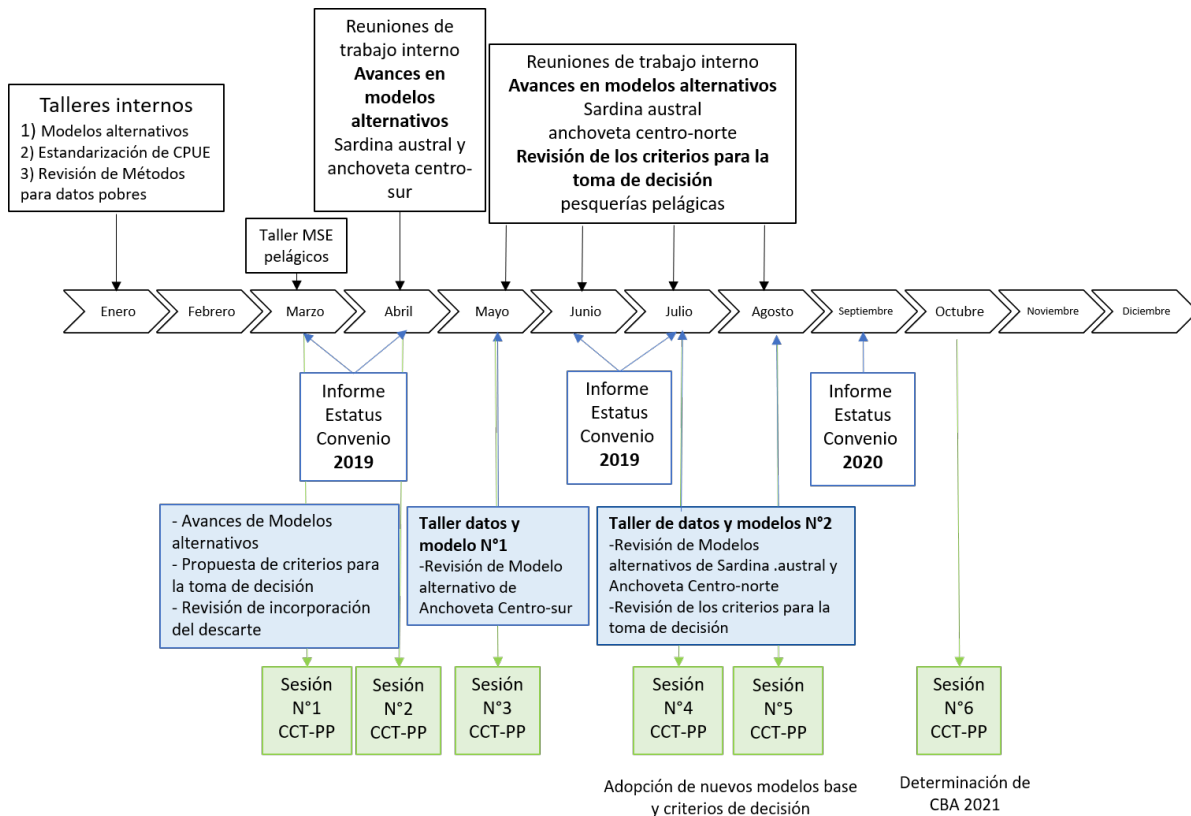 Talleres internos
1) Modelos alternativos
2) Estandarización de CPUE
3) Revisión de Métodos
para datos pobres
Taller MSE
pelágicos
Reuniones de
trabajo interno
Avances en
modelos
alternativos
Sardina austral y
anchoveta centro-
sur
Reuniones de trabajo interno
Avances en modelos alternativos
Sardina austral
anchoveta centro-norte
Revisión de los criterios para la
toma de decisión
pesquerías pelágicas
Enero
Febrero
Marzo
Abril
Mayo
Junio
Julio
Agosto
Septiembre
Octubre
Noviembre
Diciembre
Informe
Estatus
Convenio
2019
Informe
Estatus
Convenio
2019
Informe
Estatus
Convenio
2020
- Avances de Modelos
alternativos
- Propuesta de criterios para
la toma de decisión
- Revisión de incorporación
del descarte
Taller datos y
modelo N°1
-Revisión de Modelo
alternativo de
Anchoveta Centro-sur
Taller de datos y modelos N°2
-Revisión de Modelos
alternativos de Sardina .austral y
Anchoveta Centro-norte
-Revisión de los criterios para la
toma de decisión
Sesión
N°1
CCT-PP
Sesión
N°2
CCT-PP
Sesión
N°3
CCT-PP
Sesión
N°4
CCT-PP
Sesión
N°5
CCT-PP
Sesión
N°6
CCT-PP
Adopción de nuevos modelos base
y criterios de decisión
Determinación de
CBA 2021